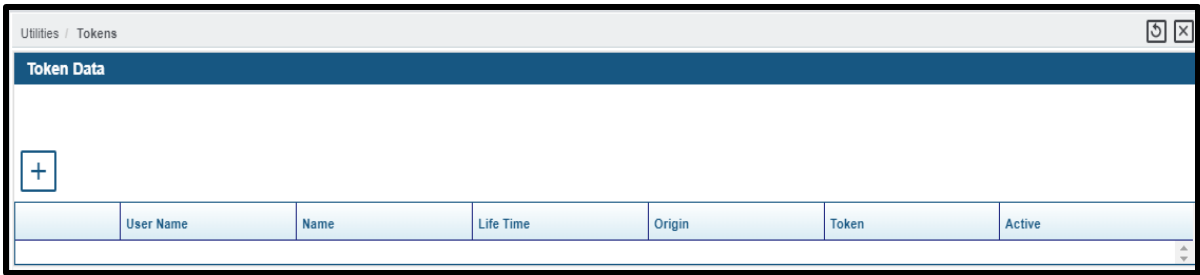 Utilities / Tokens
Token Data
+
User Name Name Life Time Origin Token Active